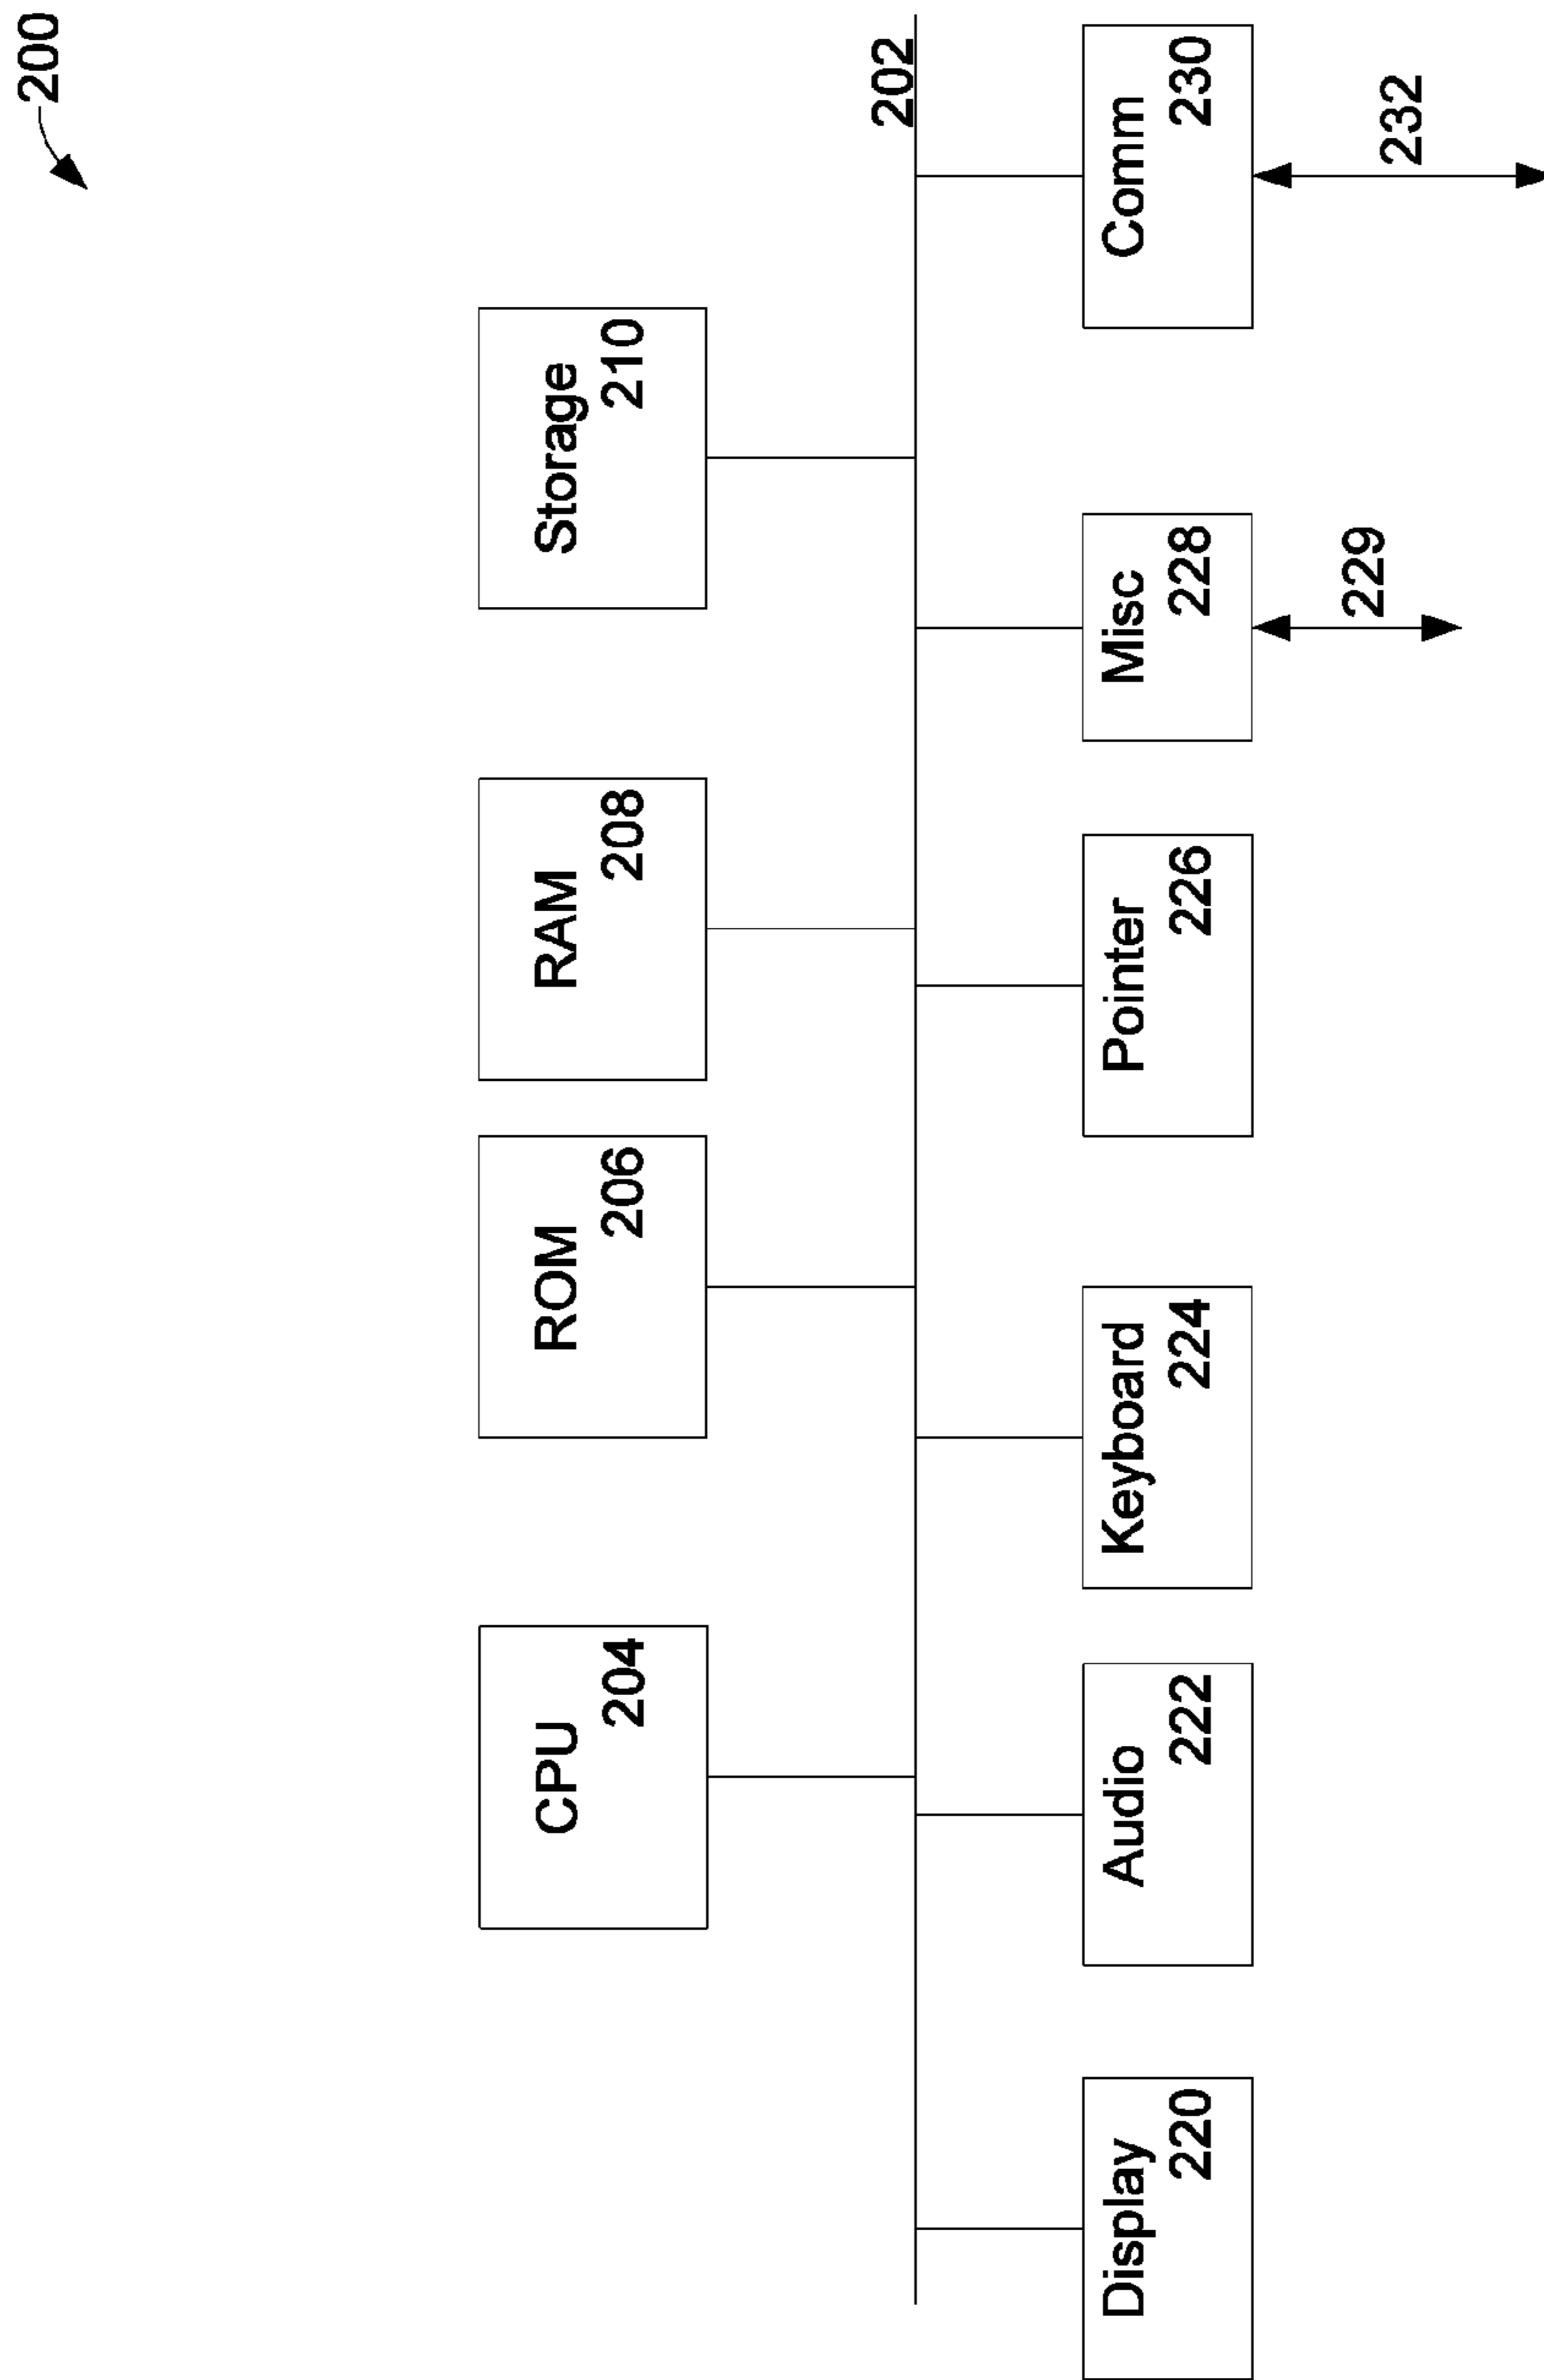 200
CPU
204
ROM
206
RAM
208
Storage
210
202
Display
220
Audio
222
Keyboard
224
Pointer
226
Misc
228
Comm
230
229
232